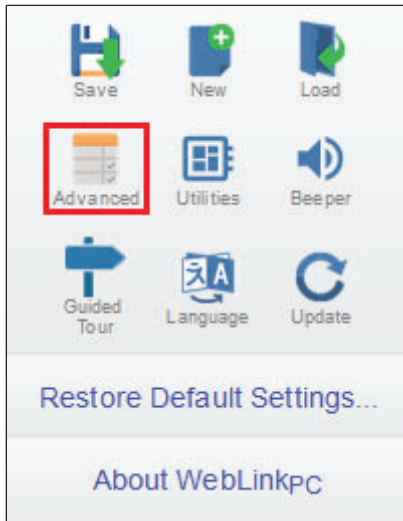 Save New Load
Advanced Utilities Beeper
Guided
Tour Language Update
Restore Default Settings...
About WebLinkPC